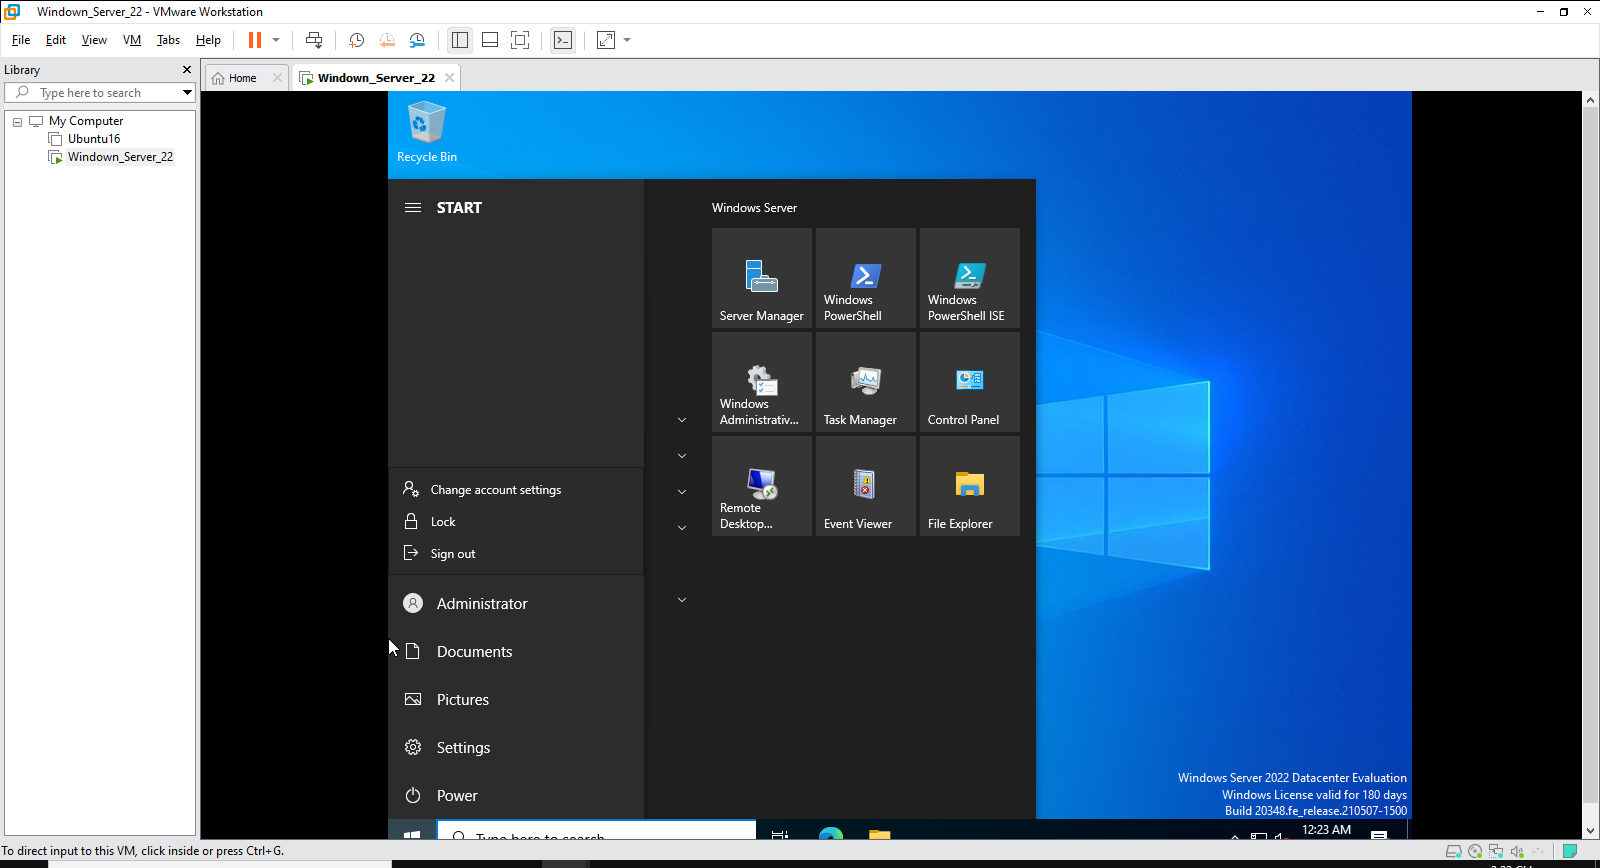 Windown_Server_22 - VMware Workstation
File Edit View VM Tabs Help
Library
Type here to search
My Computer
Ubuntu16
Windown_Server_22
Home
Windown_Server_22
Recycle Bin
START
Change account settings
Lock
Sign out
Administrator
Documents
Pictures
Settings
Power
Windows Server
Server Manager
Windows
PowerShell
Windows
PowerShell ISE
Windows
Administrativ...
Task Manager
Control Panel
Remote
Desktop...
Event Viewer
File Explorer
Windows Server 2022 Datacenter Evaluation
Windows License valid for 180 days
Build 20348.fe_release.210507-1500
Type here to search
12:23 AM
To direct input to this VM, click inside or press Ctrl+G.